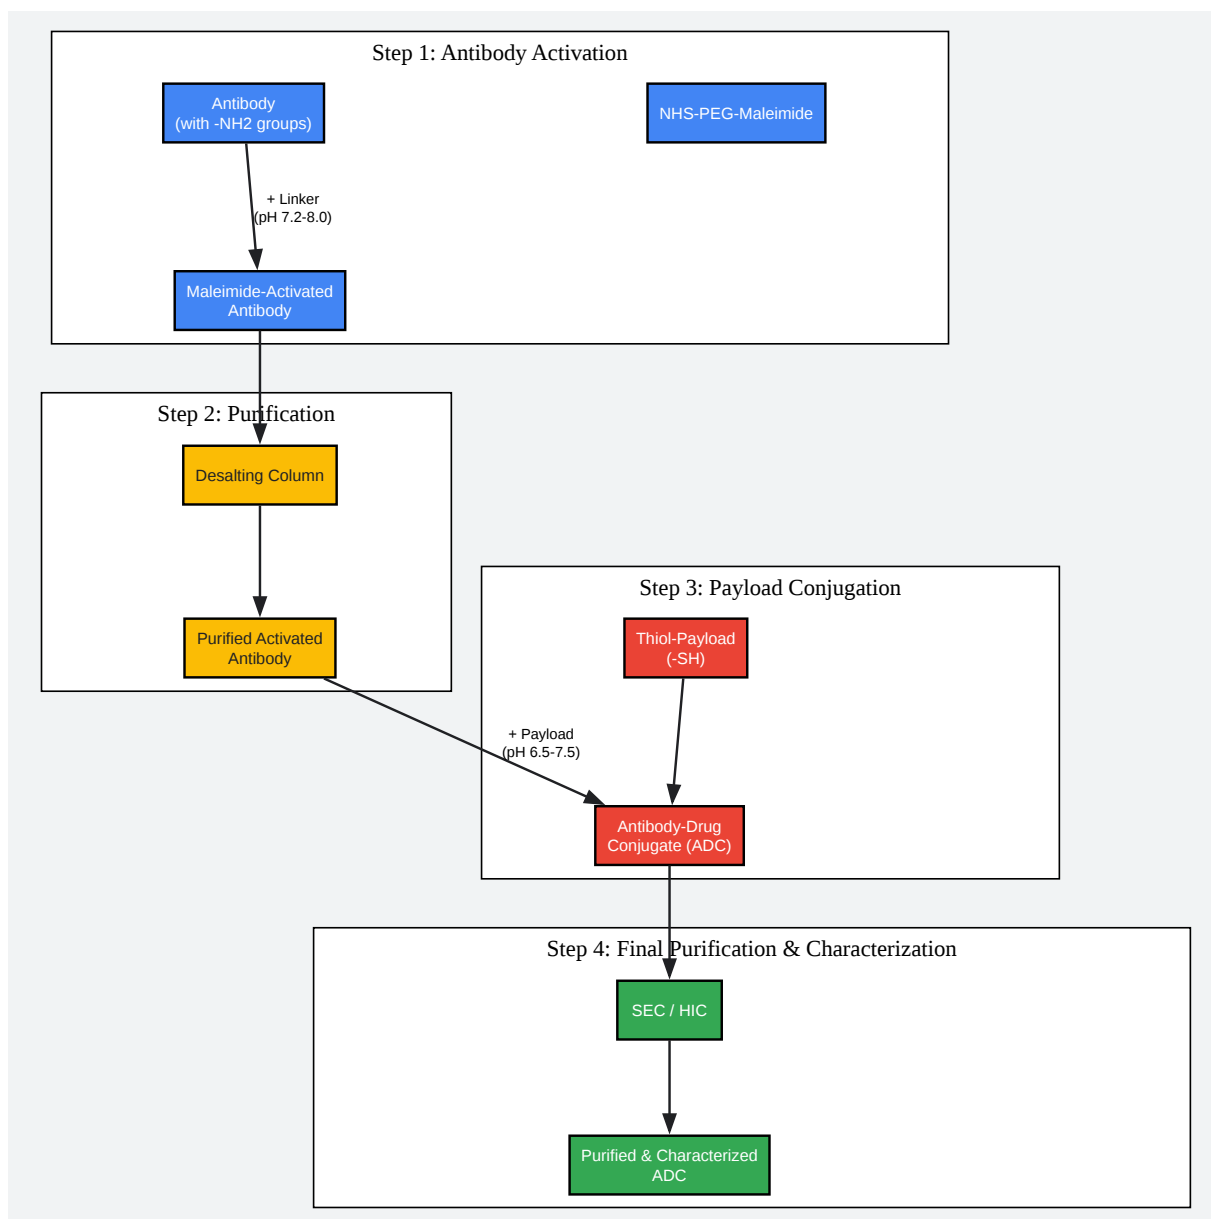 Step 1: Antibody Activation
Antibody
(with -NH2 groups)
NHS-PEG-Maleimide
+ Linker
(pH 7.2-8.0)
Maleimide-Activated
Antibody
Step 2: Purification
Desalting Column
Purified Activated
Antibody
Step 3: Payload Conjugation
Thiol-Payload
(-SH)
+ Payload
(pH 6.5-7.5)
Antibody-Drug
Conjugate (ADC)
Step 4: Final Purification & Characterization
SEC / HIC
Purified & Characterized
ADC